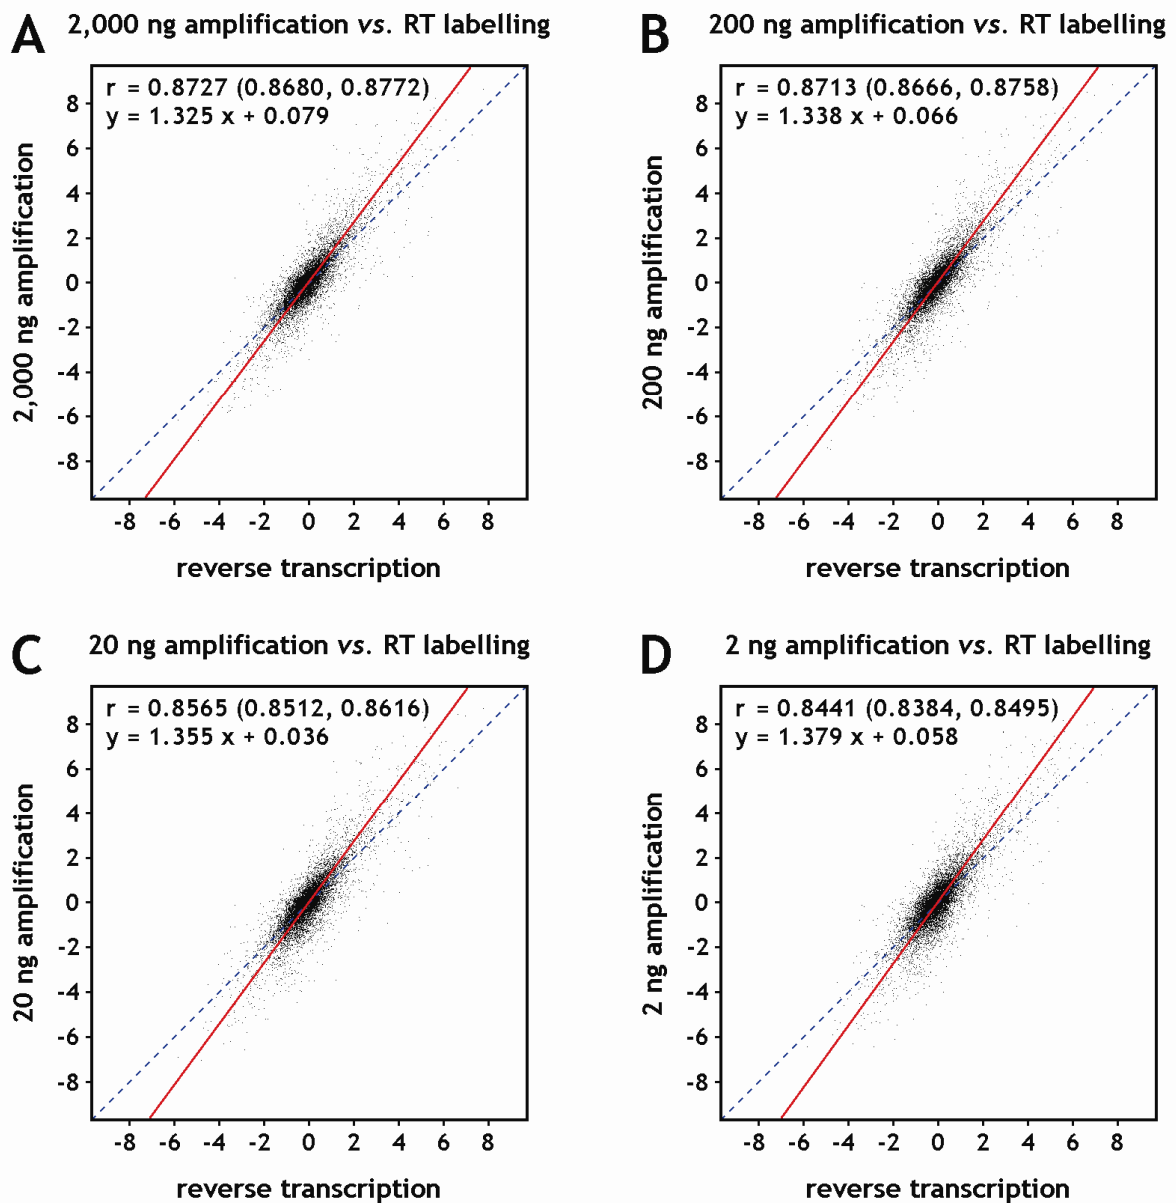 A 2,000 ng amplification vs. RT labelling
r = 0.8727 (0.8680, 0.8772)
y = 1.325 x + 0.079
2,000 ng amplification
8
6
4
2
0
-2
-4
-6
-8
-8 -6 -4 -2 0 2 4 6 8
reverse transcription
B 200 ng amplification vs. RT labelling
r = 0.8713 (0.8666, 0.8758)
y = 1.338 x + 0.066
200 ng amplification
8
6
4
2
0
-2
-4
-6
-8
-8 -6 -4 -2 0 2 4 6 8
reverse transcription
C 20 ng amplification vs. RT labelling
r = 0.8565 (0.8512, 0.8616)
y = 1.355 x + 0.036
20 ng amplification
8
6
4
2
0
-2
-4
-6
-8
-8 -6 -4 -2 0 2 4 6 8
reverse transcription
D 2 ng amplification vs. RT labelling
r = 0.8441 (0.8384, 0.8495)
y = 1.379 x + 0.058
2 ng amplification
8
6
4
2
0
-2
-4
-6
-8
-8 -6 -4 -2 0 2 4 6 8
reverse transcription